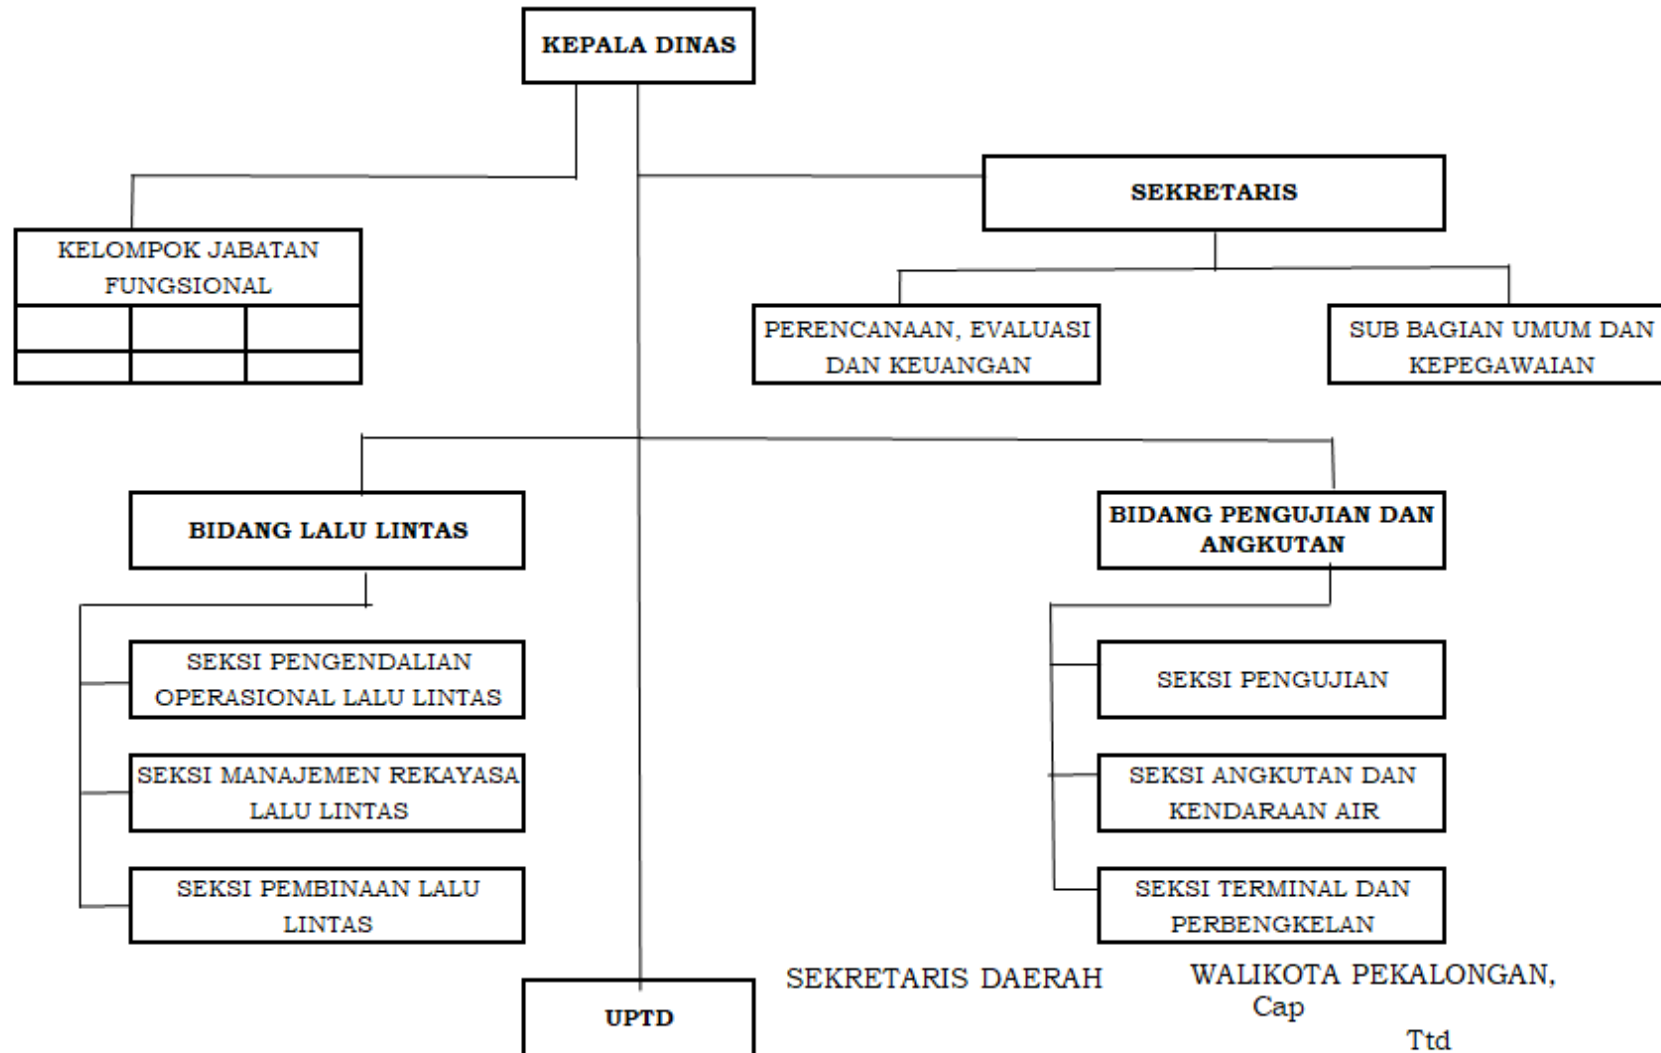 KEPALA DINAS
SEKRETARIS
KELOMPOK JABATAN
FUNGSIONAL
PERENCANAAN, EVALUASI
DAN KEUANGAN
SUB BAGIAN UMUM DAN
KEPEGAWAIAN
BIDANG LALU LINTAS
BIDANG PENGUJIAN DAN
ANGKUTAN
SEKSI PENGENDALIAN
OPERASIONAL LALU LINTAS
SEKSI PENGUJIAN
SEKSI MANAJEMEN REKAYASA
LALU LINTAS
SEKSI ANGKUTAN DAN
KENDARAAN AIR
SEKSI PEMBINAAN LALU
LINTAS
SEKSI TERMINAL DAN
PERBENGKELAN
UPTD
SEKRETARIS DAERAH
WALIKOTA PEKALONGAN,
Cap
Ttd